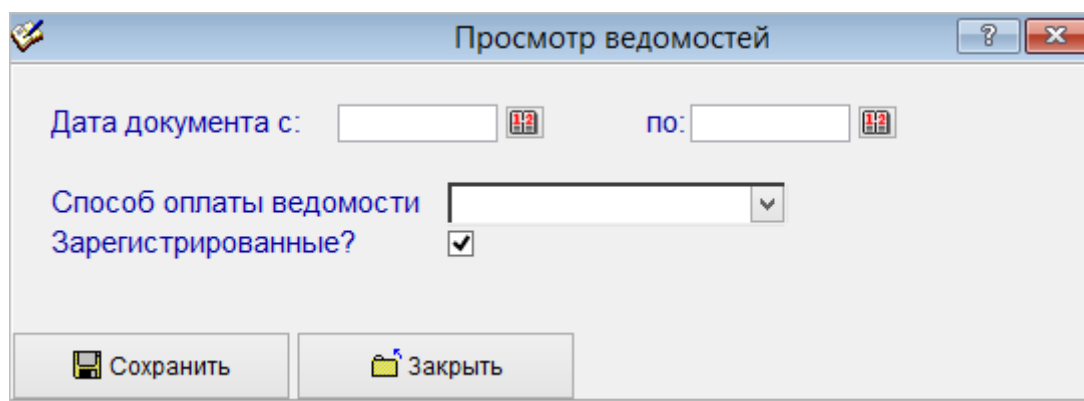 Просмотр ведомостей
Дата документа с: по:
Способ оплаты ведомости
Зарегистрированные?
Сохранить Закрыть